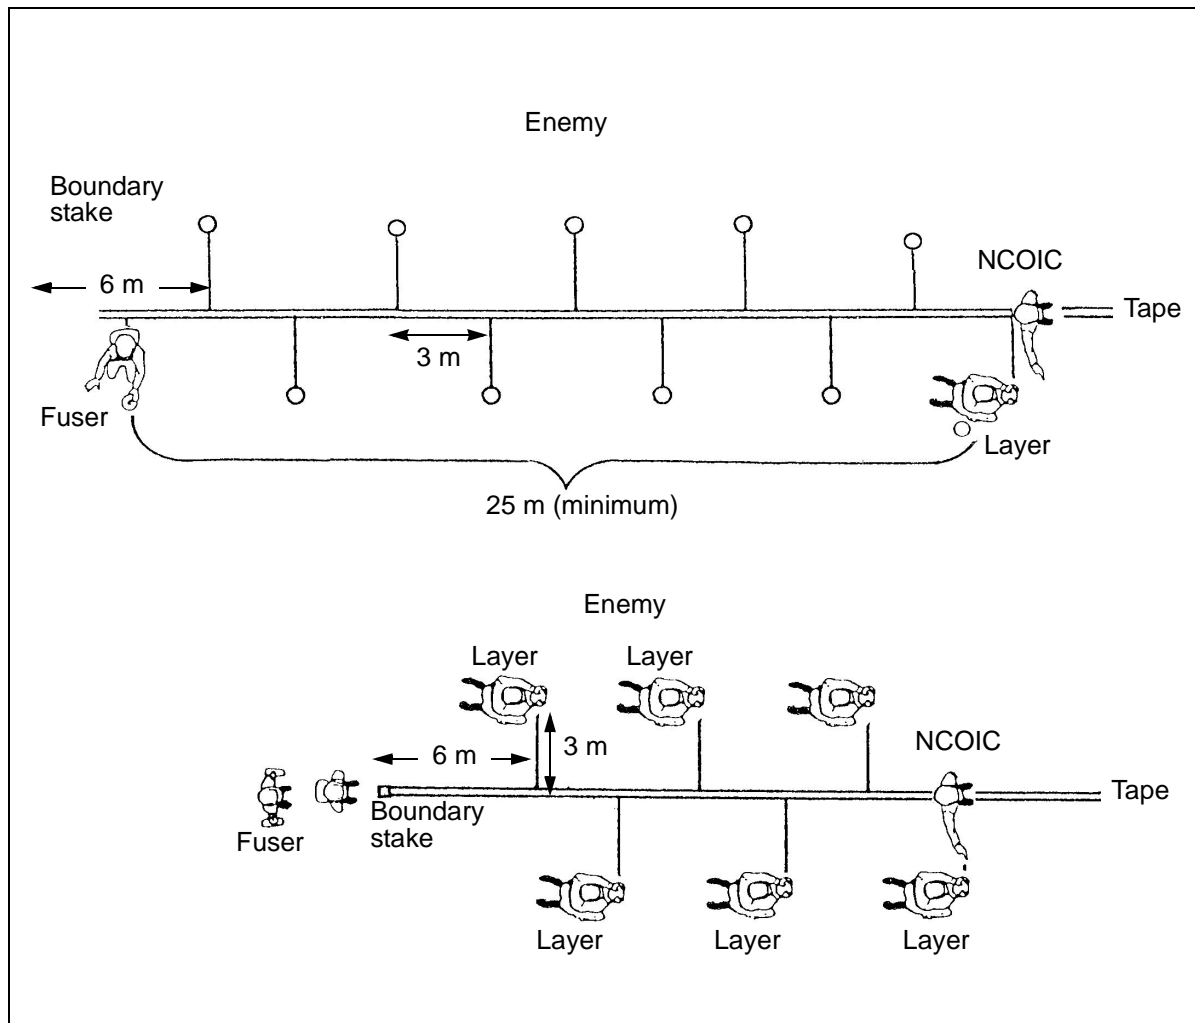 Enemy
Boundary
stake
NCOIC
6 m
Tape
3 m
Fuser
Layer
25 m (minimum)
Enemy
Layer
Layer
NCOIC
6 m
3 m
Tape
Boundary
stake
Fuser
Layer
Layer
Layer